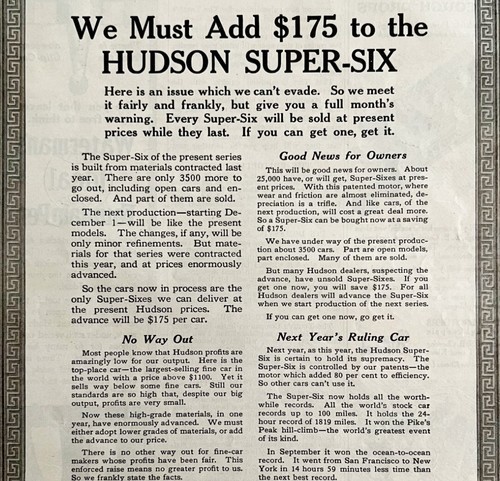 We Must Add $175 to the
HUDSON SUPER-SIX
Here is an issue which we can't evade. So we meet
it fairly and frankly, but give you a full month's
warning. Every Super-Six will be sold at present
prices while they last. If you can get one, get it.
The Super-Six of the present series
is built from materials contracted last
year. There are only 3500 more to
go out, including open cars and en-
closed. And part of them are sold.
The next production—starting De-
cember 1—will be like the present
models. The changes, if any, will be
only minor refinements. But mate-
rials for that series were contracted
this year, and at prices enormously
advanced.
So the cars now in process are the
only Super-Sixes we can deliver at
the present Hudson prices. The
advance will be $175 per car.
No Way Out
Most people know that Hudson profits are
amazingly low for our output. Here is the
top-place car—the largest-selling fine car in
the world with a price above $1100. Yet it
sells way below some fine cars. Still our
standards are so high that, despite our big
output, profits are very small.
Now these high-grade materials, in one
year, have enormously advanced. We must
either adopt lower grades of materials, or add
the advance to our price.
There is no other way out for fine-car
makers whose profits have been fair. This
enforced raise means no greater profit to us.
So we frankly state the facts.
Good News for Owners
This will be good news for owners. About
25,000 have, or will get, Super-Sixes at pres-
ent prices. With this patented motor, where
wear and friction are almost eliminated, de-
preciation is a trifle. And like cars, of the
next production, will cost a great deal more.
So a Super-Six can be bought now at a saving
of $175.
We have under way of the present produc-
tion about 3500 cars. Part are open models,
part enclosed. Many of them are sold.
But many Hudson dealers, suspecting the
advance, have unsold Super-Sixes. If you
get one now, you will save $175. For all
Hudson dealers will advance the Super-Six
when we start production of the next series.
If you can get one now, go get it.
Next Year's Ruling Car
Next year, as this year, the Hudson Super-
Six is certain to hold its supremacy. The
Super-Six is controlled by our patents—the
motor which added 80 per cent to efficiency.
So other cars can't use it.
The Super-Six now holds all the worth-
while records. All the world's stock car
records up to 100 miles. It holds the 24-
hour record of 1819 miles. It won the Pike's
Peak hill-climb—the world's greatest event
of its kind.
In September it won the ocean-to-ocean
record. It went from San Francisco to New
York in 14 hours 59 minutes less time than
the next best record.